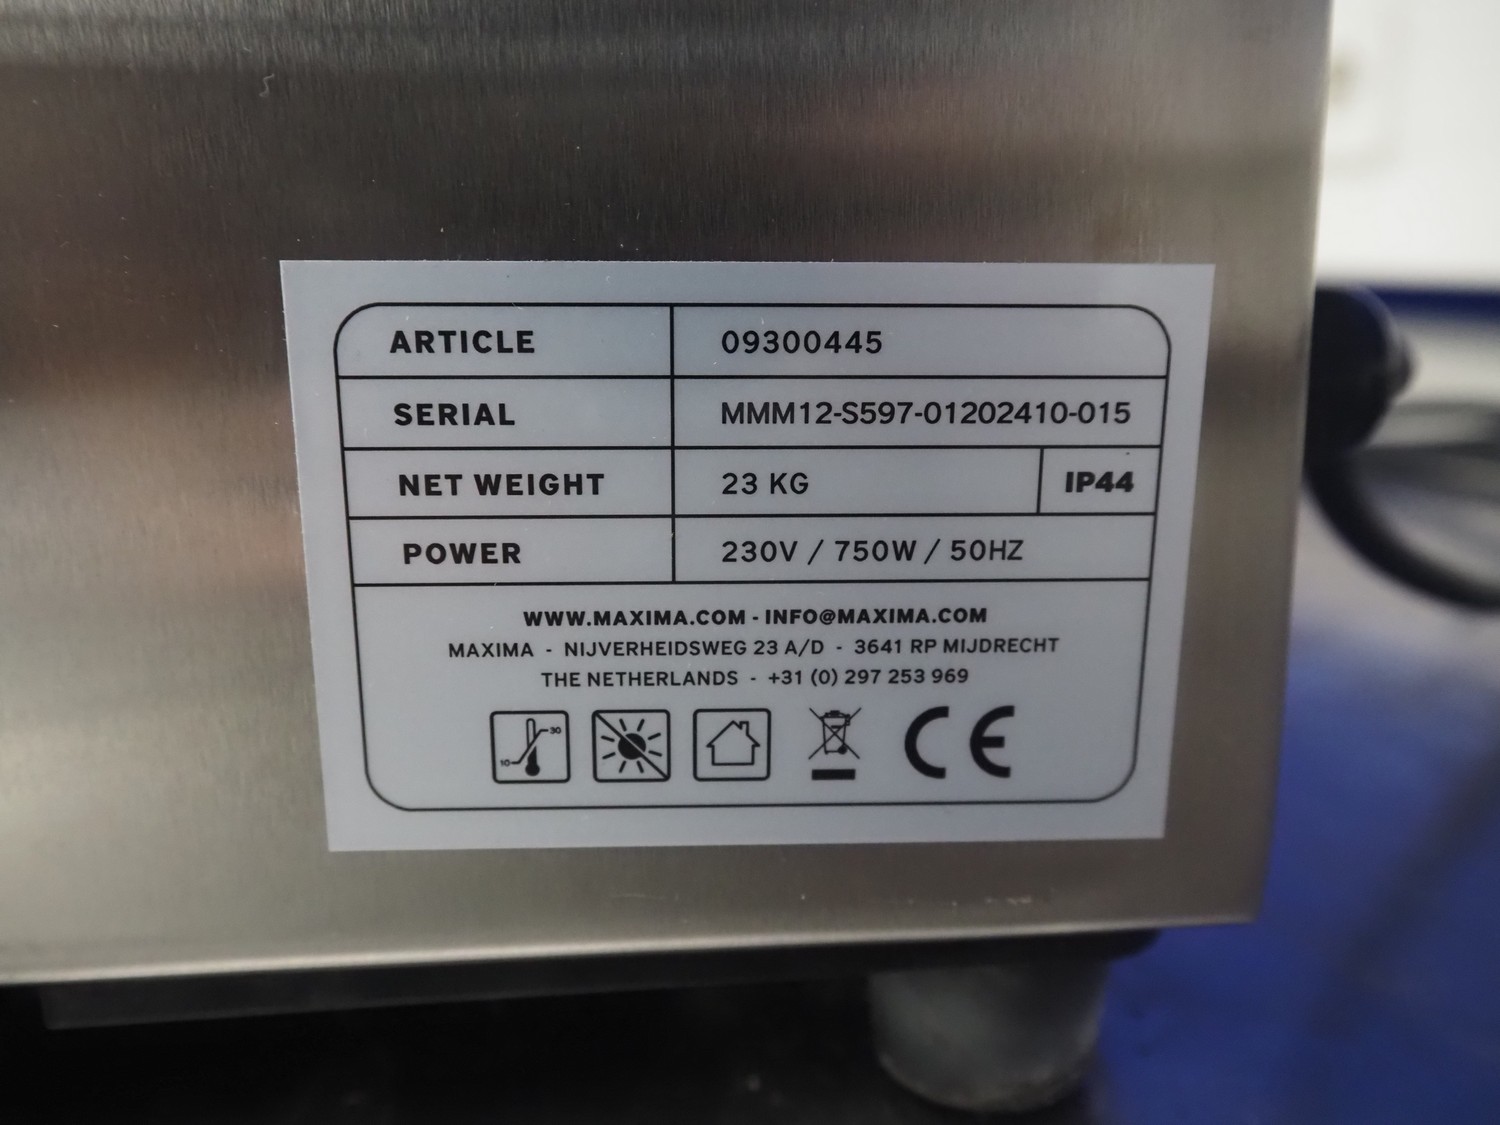 ARTICLE 09300445
SERIAL MMM12-S597-01202410-015
NET WEIGHT 23 KG IP44
POWER 230V / 750W / 50HZ
WWW.MAXIMA.COM - INFO@MAXIMA.COM
MAXIMA - NIJVERHEIDSWEG 23 A/D - 3641 RP MIJDRECHT
THE NETHERLANDS - +31 (0) 297 253 969
10 30 CE